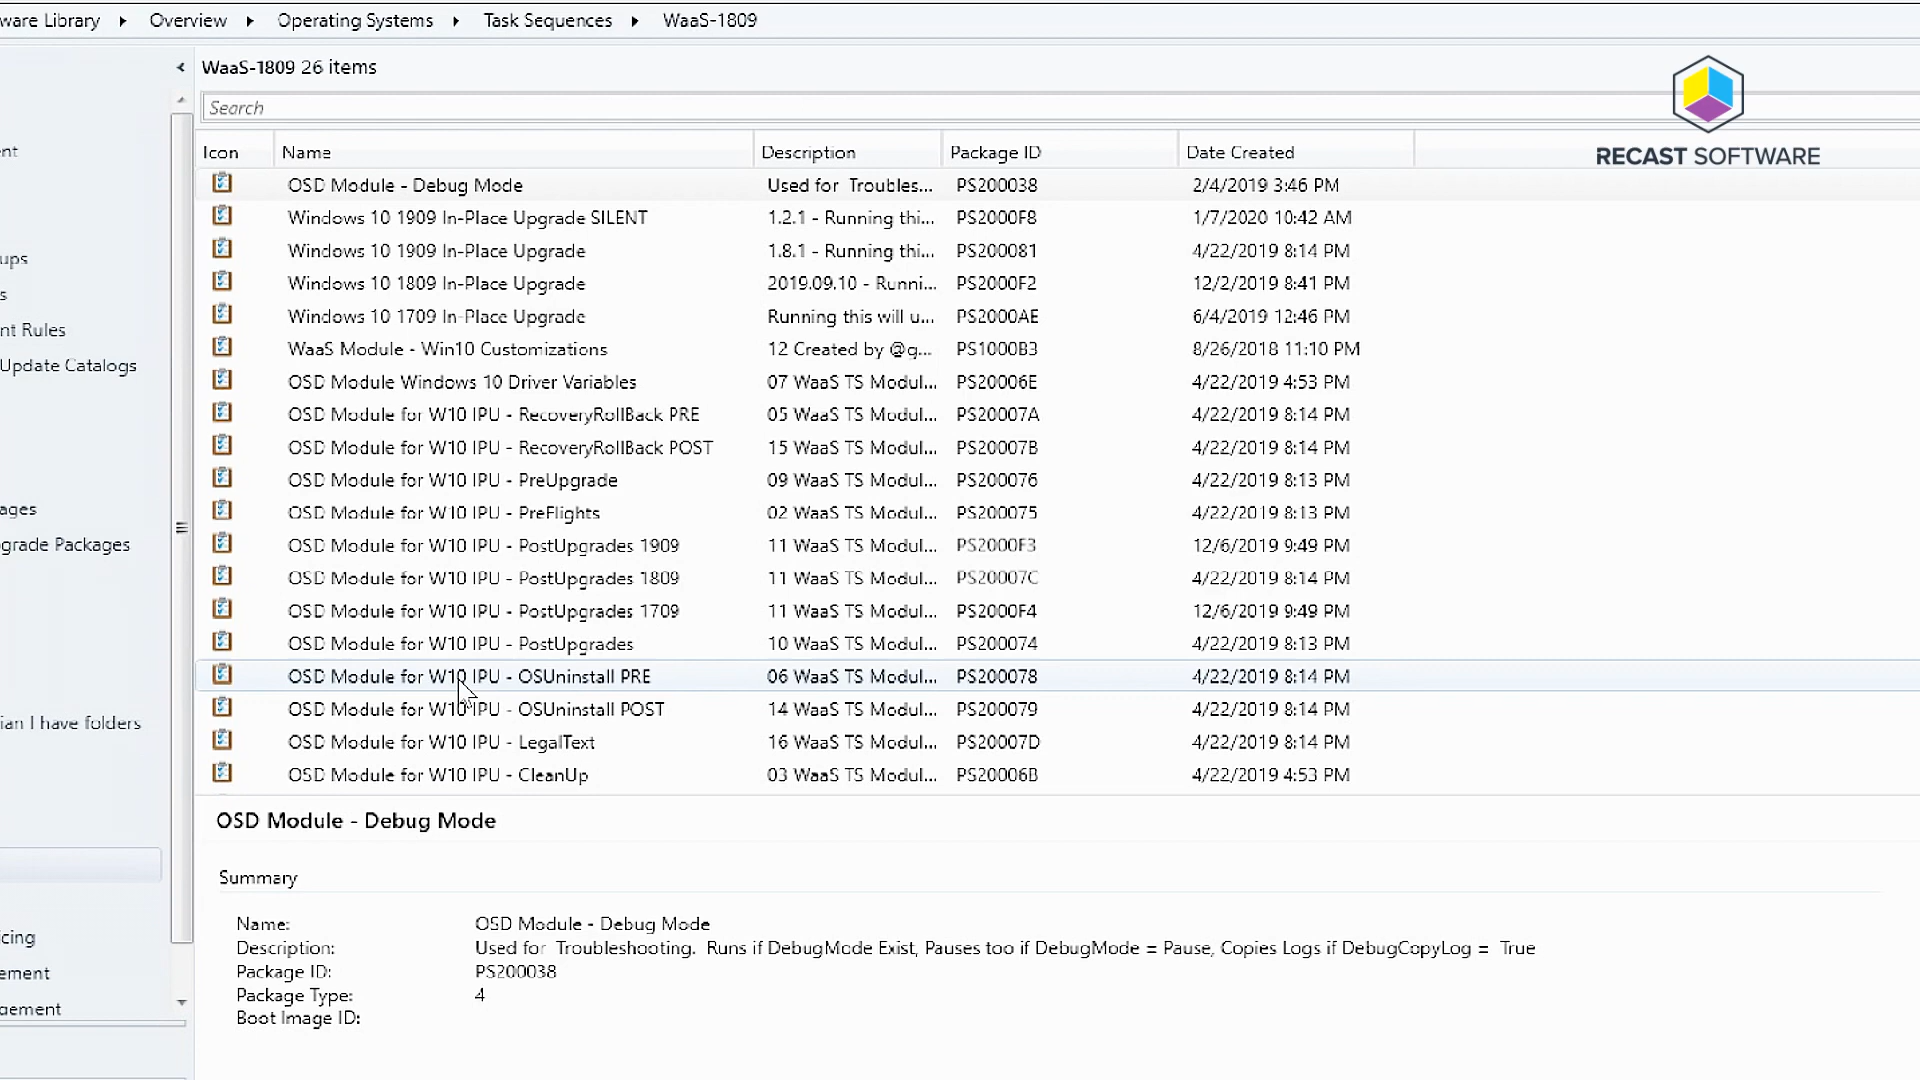 ware Library ▸ Overview ▸ Operating Systems ▸ Task Sequences ▸ WaaS-1809
WaaS-1809 26 items
Search
RECAST SOFTWARE
Icon Name Description Package ID Date Created
OSD Module - Debug Mode Used for Troubles... PS200038 2/4/2019 3:46 PM
Windows 10 1909 In-Place Upgrade SILENT 1.2.1 - Running thi... PS2000F8 1/7/2020 10:42 AM
Windows 10 1909 In-Place Upgrade 1.8.1 - Running thi... PS200081 4/22/2019 8:14 PM
Windows 10 1809 In-Place Upgrade 2019.09.10 - Runni... PS2000F2 12/2/2019 8:41 PM
Windows 10 1709 In-Place Upgrade Running this will u... PS2000AE 6/4/2019 12:46 PM
WaaS Module - Win10 Customizations 12 Created by @g... PS1000B3 8/26/2018 11:10 PM
OSD Module Windows 10 Driver Variables 07 WaaS TS Modul... PS20006E 4/22/2019 4:53 PM
OSD Module for W10 IPU - RecoveryRollBack PRE 05 WaaS TS Modul... PS20007A 4/22/2019 8:14 PM
OSD Module for W10 IPU - RecoveryRollBack POST 15 WaaS TS Modul... PS20007B 4/22/2019 8:14 PM
OSD Module for W10 IPU - PreUpgrade 09 WaaS TS Modul... PS200076 4/22/2019 8:13 PM
OSD Module for W10 IPU - PreFlights 02 WaaS TS Modul... PS200075 4/22/2019 8:13 PM
OSD Module for W10 IPU - PostUpgrades 1909 11 WaaS TS Modul... PS2000F3 12/6/2019 9:49 PM
OSD Module for W10 IPU - PostUpgrades 1809 11 WaaS TS Modul... PS20007C 4/22/2019 8:14 PM
OSD Module for W10 IPU - PostUpgrades 1709 11 WaaS TS Modul... PS2000F4 12/6/2019 9:49 PM
OSD Module for W10 IPU - PostUpgrades 10 WaaS TS Modul... PS200074 4/22/2019 8:13 PM
OSD Module for W10 IPU - OSUninstall PRE 06 WaaS TS Modul... PS200078 4/22/2019 8:14 PM
OSD Module for W10 IPU - OSUninstall POST 14 WaaS TS Modul... PS200079 4/22/2019 8:14 PM
OSD Module for W10 IPU - LegalText 16 WaaS TS Modul... PS20007D 4/22/2019 8:14 PM
OSD Module for W10 IPU - CleanUp 03 WaaS TS Modul... PS20006B 4/22/2019 4:53 PM
ent
ups
s
nt Rules
Update Catalogs
ages
grade Packages
ian I have folders
icing
ement
gement
OSD Module - Debug Mode
Summary
Name: OSD Module - Debug Mode
Description: Used for Troubleshooting. Runs if DebugMode Exist, Pauses too if DebugMode = Pause, Copies Logs if DebugCopyLog = True
Package ID: PS200038
Package Type: 4
Boot Image ID: